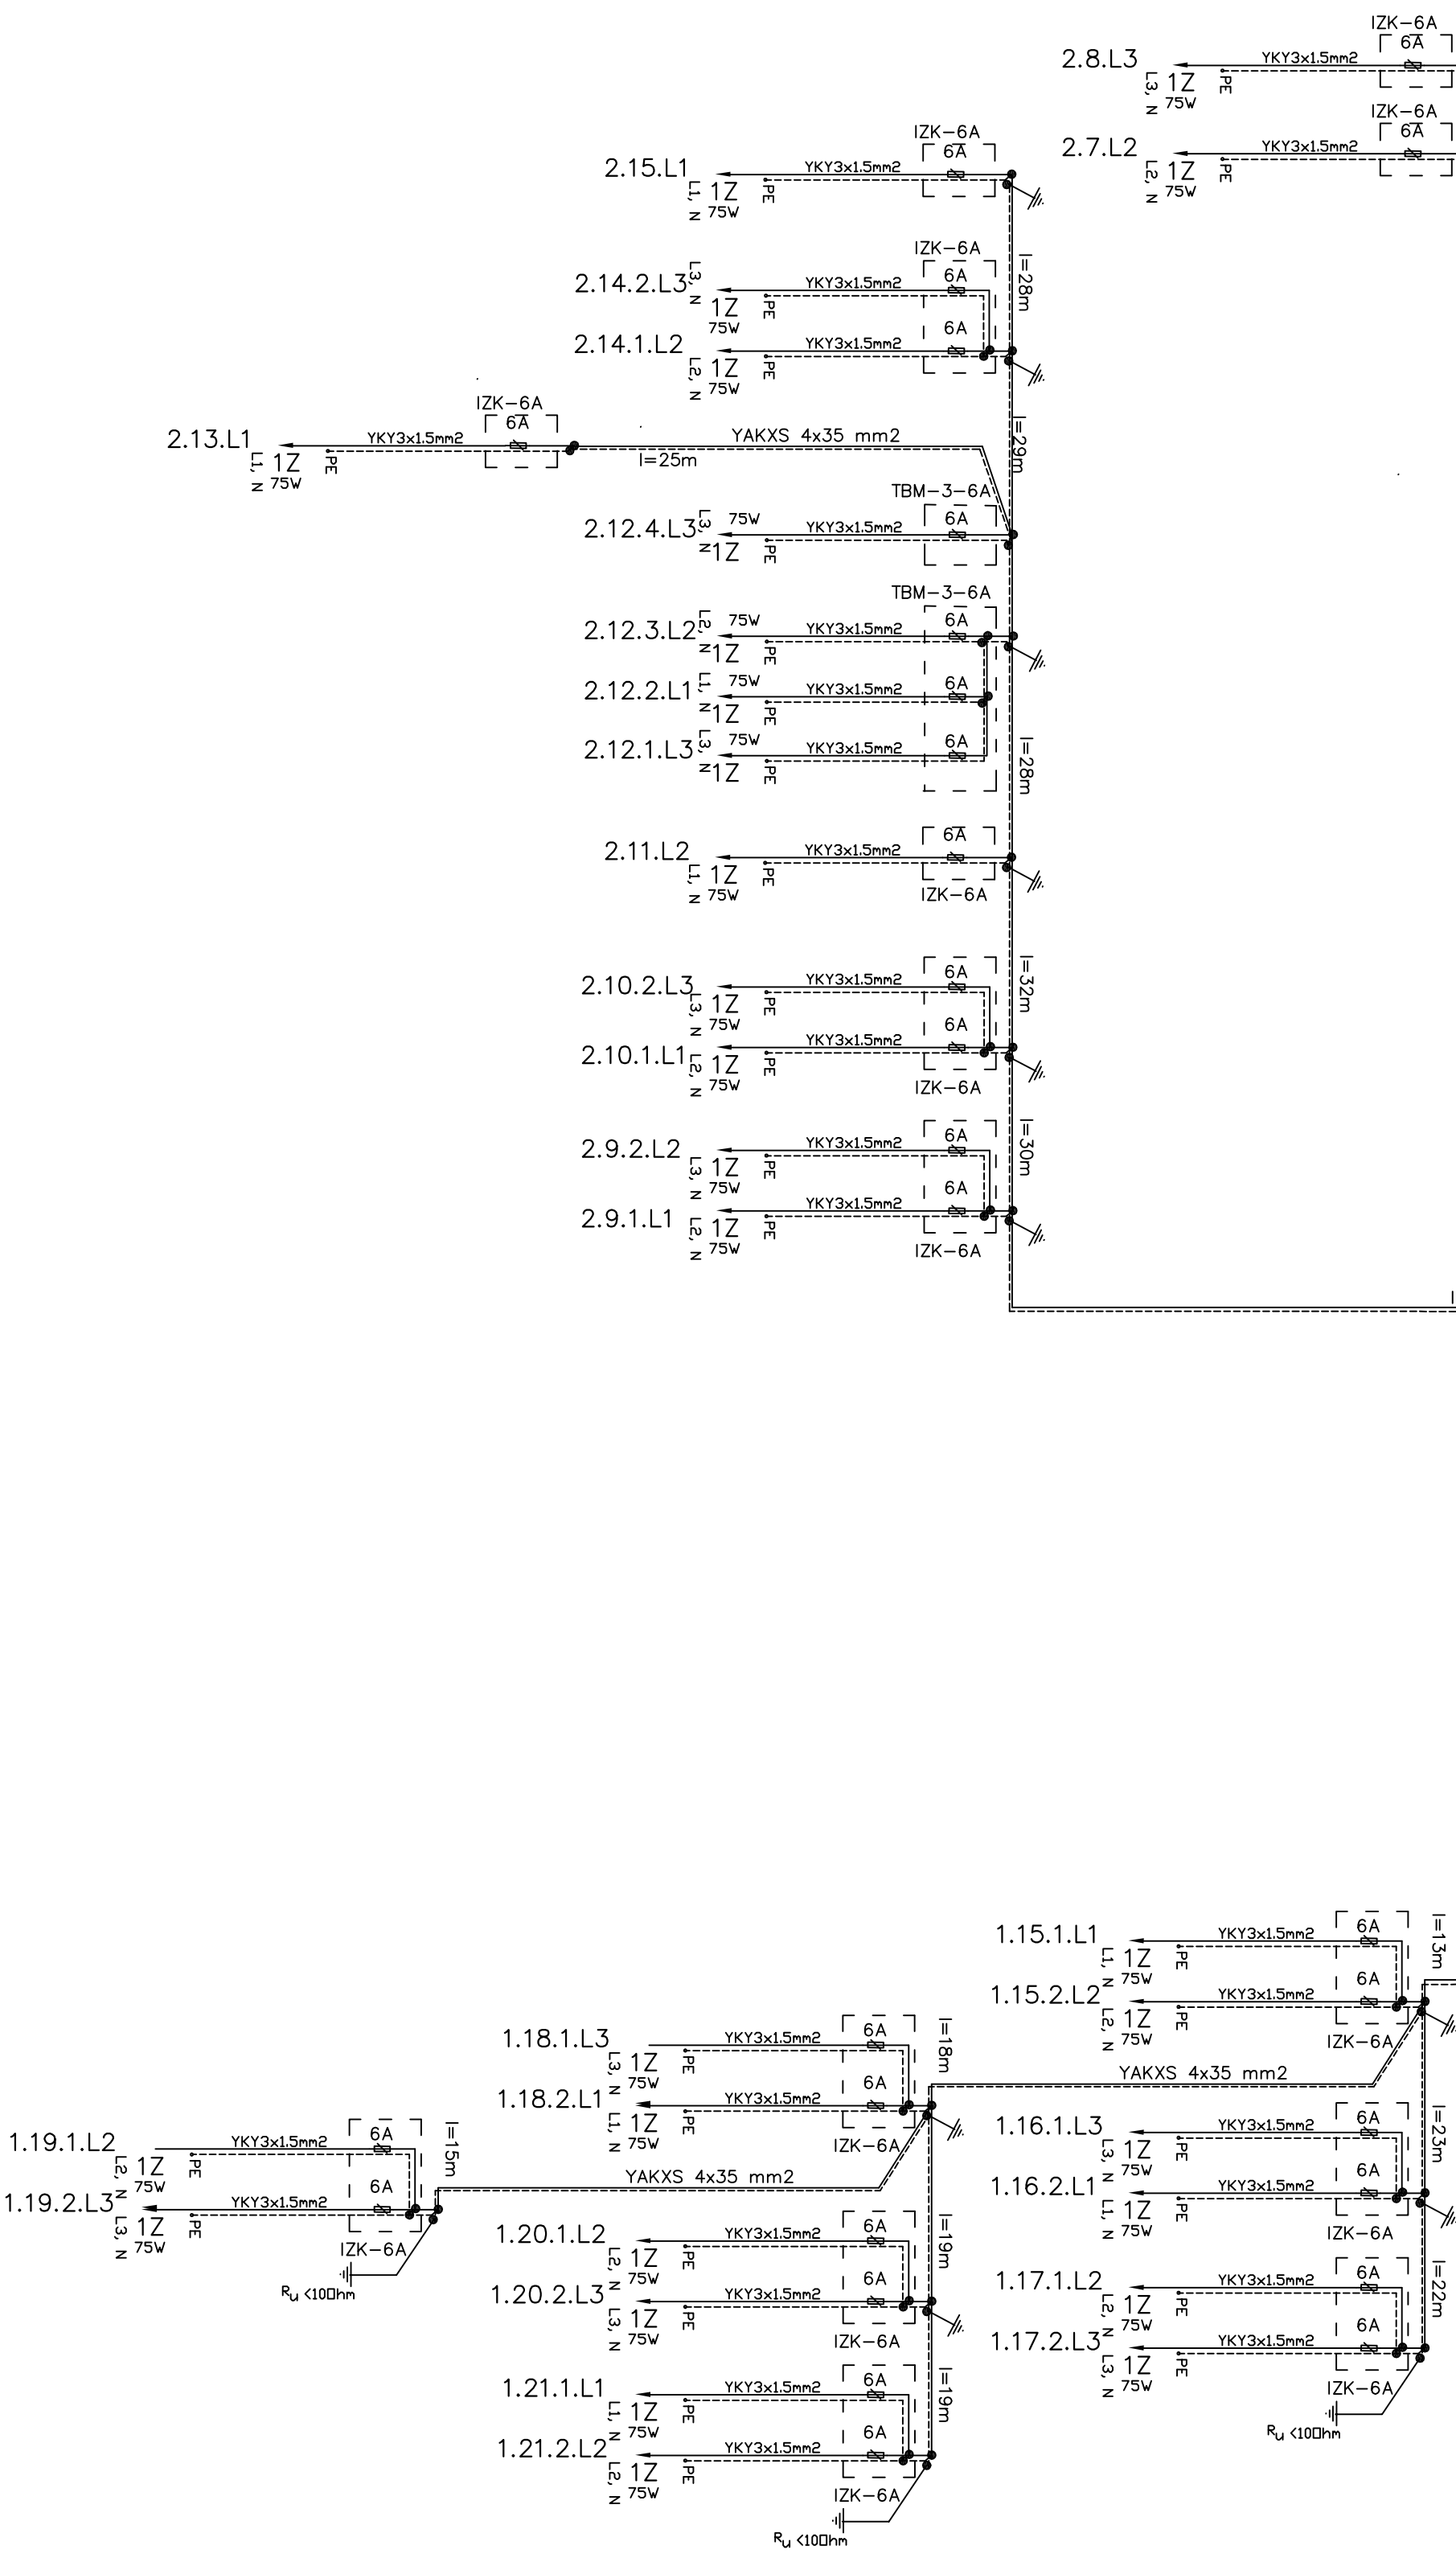 IZK-6A
6A
2.8.L3
YKY3x1.5mm2
L3, N
1Z
75W
PE
IZK-6A
6A
2.7.L2
YKY3x1.5mm2
L2, N
1Z
75W
PE
IZK-6A
6A
2.15.L1
YKY3x1.5mm2
L1, N
1Z
75W
PE
l=28m
IZK-6A
6A
2.14.2.L3
L3, N
YKY3x1.5mm2
1Z
75W
PE
6A
2.14.1.L2
YKY3x1.5mm2
L2, N
1Z
75W
PE
l=29m
IZK-6A
6A
2.13.L1
YKY3x1.5mm2
L1, N
1Z
75W
PE
YAKXS 4x35 mm2
l=25m
TBM-3-6A
6A
2.12.4.L3
L3, N
75W
YKY3x1.5mm2
1Z
PE
TBM-3-6A
6A
2.12.3.L2
L2, N
75W
YKY3x1.5mm2
1Z
PE
6A
2.12.2.L1
L1, N
75W
YKY3x1.5mm2
1Z
PE
6A
2.12.1.L3
L3, N
75W
YKY3x1.5mm2
1Z
PE
l=28m
6A
2.11.L2
YKY3x1.5mm2
L1, N
1Z
75W
PE
IZK-6A
l=32m
6A
2.10.2.L3
YKY3x1.5mm2
L3, N
1Z
75W
PE
6A
2.10.1.L1
YKY3x1.5mm2
L2, N
1Z
75W
PE
IZK-6A
l=30m
6A
2.9.2.L2
YKY3x1.5mm2
L3, N
1Z
75W
PE
6A
2.9.1.L1
YKY3x1.5mm2
L2, N
1Z
75W
PE
IZK-6A
l
l=13m
6A
1.15.1.L1
YKY3x1.5mm2
L1, N
1Z
75W
PE
6A
1.15.2.L2
YKY3x1.5mm2
L2, N
1Z
75W
PE
IZK-6A
YAKXS 4x35 mm2
l=18m
6A
1.18.1.L3
YKY3x1.5mm2
L3, N
1Z
75W
PE
6A
1.18.2.L1
YKY3x1.5mm2
L1, N
1Z
75W
PE
IZK-6A
l=23m
6A
1.16.1.L3
YKY3x1.5mm2
L3, N
1Z
75W
PE
6A
1.16.2.L1
YKY3x1.5mm2
L1, N
1Z
75W
PE
IZK-6A
YAKXS 4x35 mm2
l=15m
6A
1.19.1.L2
YKY3x1.5mm2
L2, N
1Z
75W
PE
6A
1.19.2.L3
YKY3x1.5mm2
L3, N
1Z
75W
PE
IZK-6A
Ru <10Ohm
l=19m
6A
1.20.1.L2
YKY3x1.5mm2
L2, N
1Z
75W
PE
6A
1.20.2.L3
YKY3x1.5mm2
L3, N
1Z
75W
PE
IZK-6A
l=22m
6A
1.17.1.L2
YKY3x1.5mm2
L2, N
1Z
75W
PE
6A
1.17.2.L3
YKY3x1.5mm2
L3, N
1Z
75W
PE
IZK-6A
Ru <10Ohm
l=19m
6A
1.21.1.L1
YKY3x1.5mm2
L1, N
1Z
75W
PE
6A
1.21.2.L2
YKY3x1.5mm2
L2, N
1Z
75W
PE
IZK-6A
Ru <10Ohm